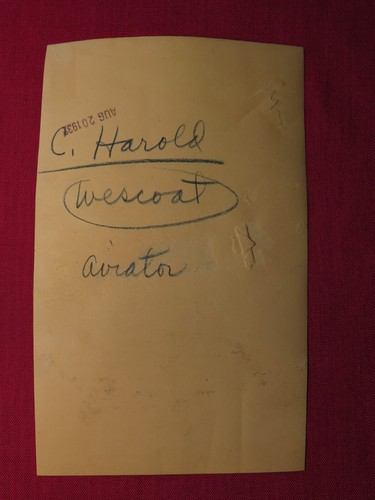 AUG 20 1937
C. Harold
Wescoat
aviator